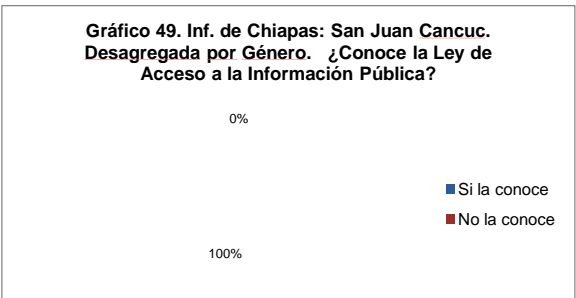 Gráfico 49. Inf. de Chiapas: San Juan Cancuc.
Desagregada por Género. ¿Conoce la Ley de
Acceso a la Información Pública?
0%
Si la conoce
No la conoce
100%